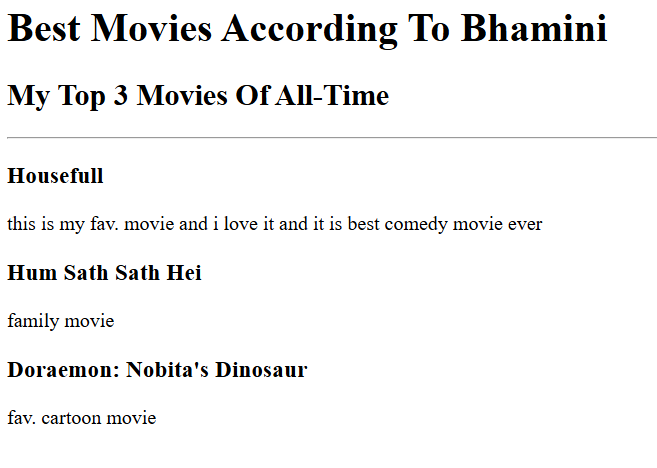 Best Movies According To Bhamini
My Top 3 Movies Of All-Time
Housefull
this is my fav. movie and i love it and it is best comedy movie ever
Hum Sath Sath Hei
family movie
Doraemon: Nobita's Dinosaur
fav. cartoon movie